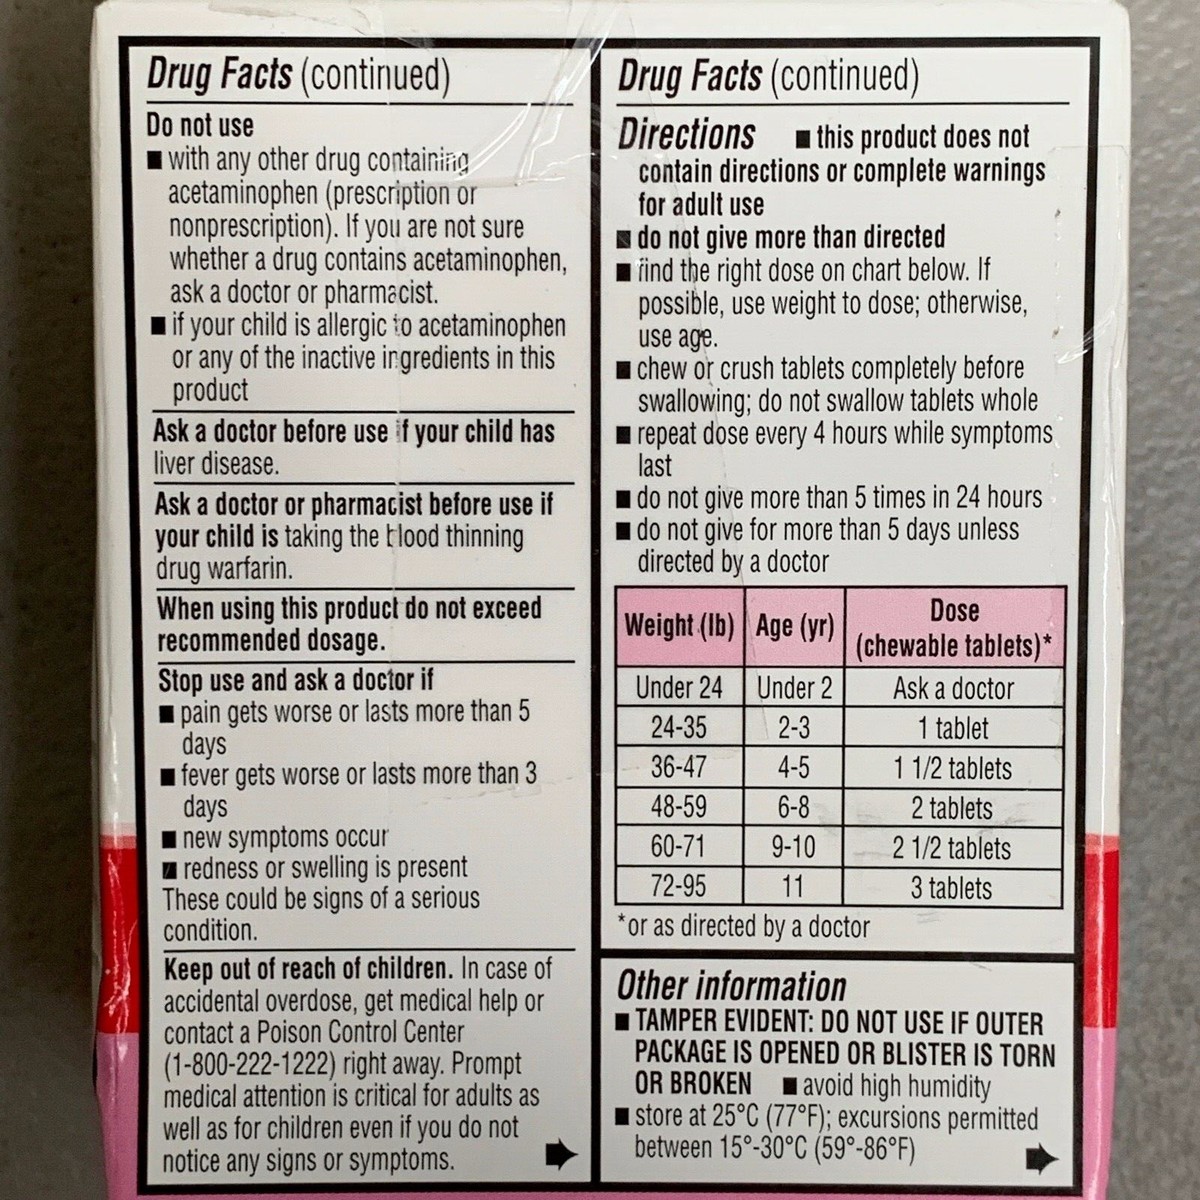 Drug Facts (continued)
Do not use
■ with any other drug containing
acetaminophen (prescription or
nonprescription). If you are not sure
whether a drug contains acetaminophen,
ask a doctor or pharmacist.
■ if your child is allergic to acetaminophen
or any of the inactive ingredients in this
product
Ask a doctor before use if your child has
liver disease.
Ask a doctor or pharmacist before use if
your child is taking the blood thinning
drug warfarin.
When using this product do not exceed
recommended dosage.
Stop use and ask a doctor if
■ pain gets worse or lasts more than 5
days
■ fever gets worse or lasts more than 3
days
■ new symptoms occur
■ redness or swelling is present
These could be signs of a serious
condition.
Keep out of reach of children. In case of
accidental overdose, get medical help or
contact a Poison Control Center
(1-800-222-1222) right away. Prompt
medical attention is critical for adults as
well as for children even if you do not
notice any signs or symptoms.
Drug Facts (continued)
Directions ■ this product does not
contain directions or complete warnings
for adult use
■ do not give more than directed
■ find the right dose on chart below. If
possible, use weight to dose; otherwise,
use age.
■ chew or crush tablets completely before
swallowing; do not swallow tablets whole
■ repeat dose every 4 hours while symptoms
last
■ do not give more than 5 times in 24 hours
■ do not give for more than 5 days unless
directed by a doctor
Weight (lb) Age (yr) Dose (chewable tablets)*
Under 24 Under 2 Ask a doctor
24-35 2-3 1 tablet
36-47 4-5 1 1/2 tablets
48-59 6-8 2 tablets
60-71 9-10 2 1/2 tablets
72-95 11 3 tablets
*or as directed by a doctor
Other information
■ TAMPER EVIDENT: DO NOT USE IF OUTER
PACKAGE IS OPENED OR BLISTER IS TORN
OR BROKEN ■ avoid high humidity
■ store at 25°C (77°F); excursions permitted
between 15°-30°C (59°-86°F)